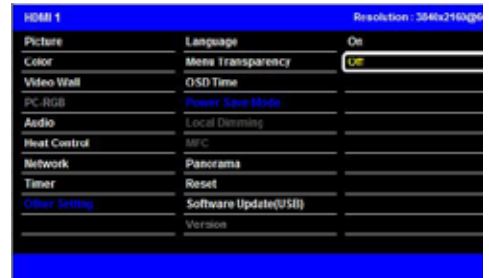 HDMI 1
Resolution : 3840x2160@6
Picture
Language
On
Color
Menu Transparency
Off
Video Wall
OSD Time
PC-RGB
Power Save Mode
Audio
Local Dimming
Heat Control
MFC
Network
Panorama
Timer
Reset
Other Setting
Software Update(USB)
Version